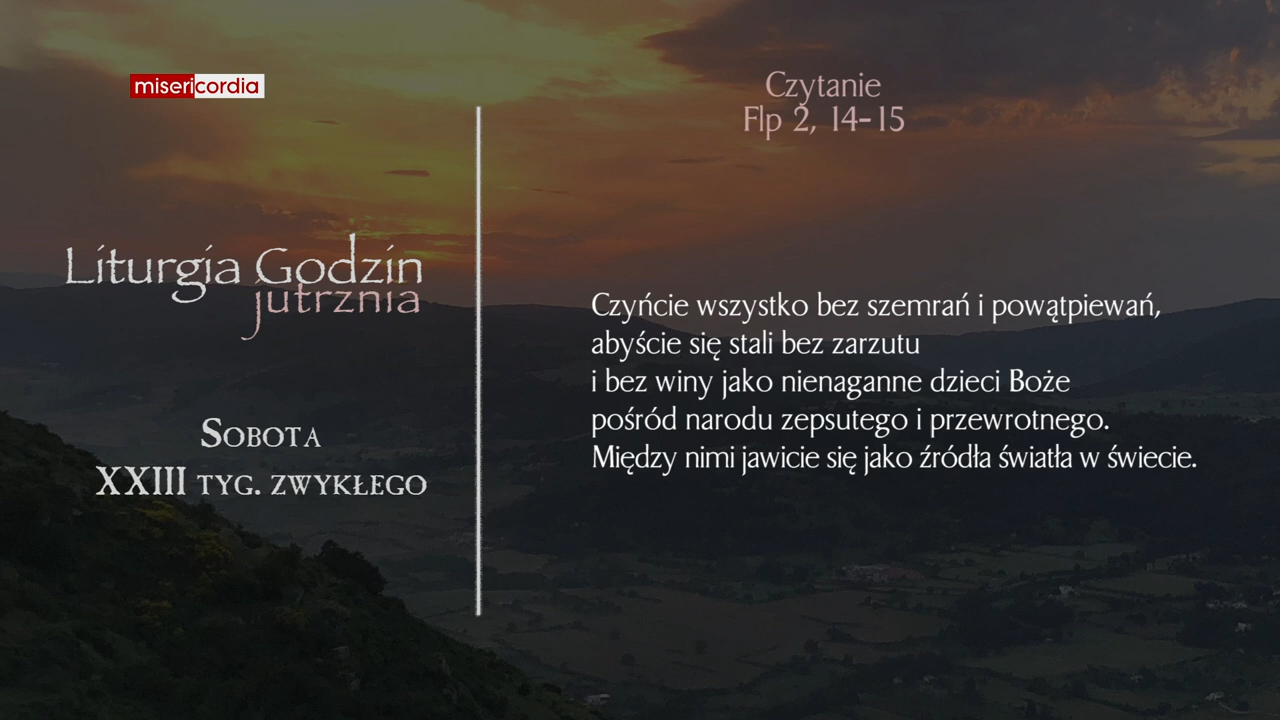 misericordia
Liturgia Godzin
jutrznia
Sobota
XXIII tyg. zwykłego
Czytanie
Flp 2, 14-15
Czyńcie wszystko bez szemrań i powątpiewań,
abyście się stali bez zarzutu
i bez winy jako nienaganne dzieci Boże
pośród narodu zepsutego i przewrotnego.
Między nimi jawicie się jako źródła światła w świecie.